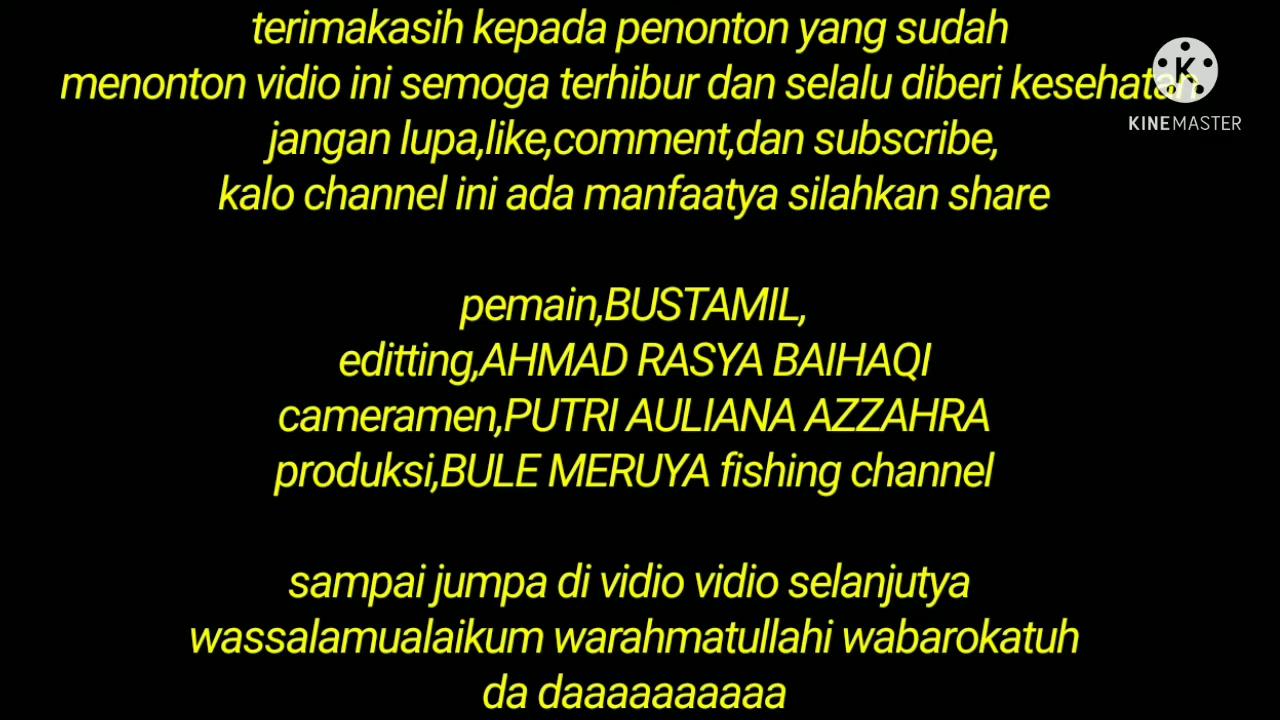 terimakasih kepada penonton yang sudah
menonton vidio ini semoga terhibur dan selalu diberi kesehatan
jangan lupa,like,comment,dan subscribe,
kalo channel ini ada manfaatya silahkan share
pemain,BUSTAMIL,
editting,AHMAD RASYA BAIHAQI
cameramen,PUTRI AULIANA AZZAHRA
produksi,BULE MERUYA fishing channel
sampai jumpa di vidio vidio selanjutya
wassalamualaikum warahmatullahi wabarokatuh
da daaaaaaaaaa
K
KINEMASTER